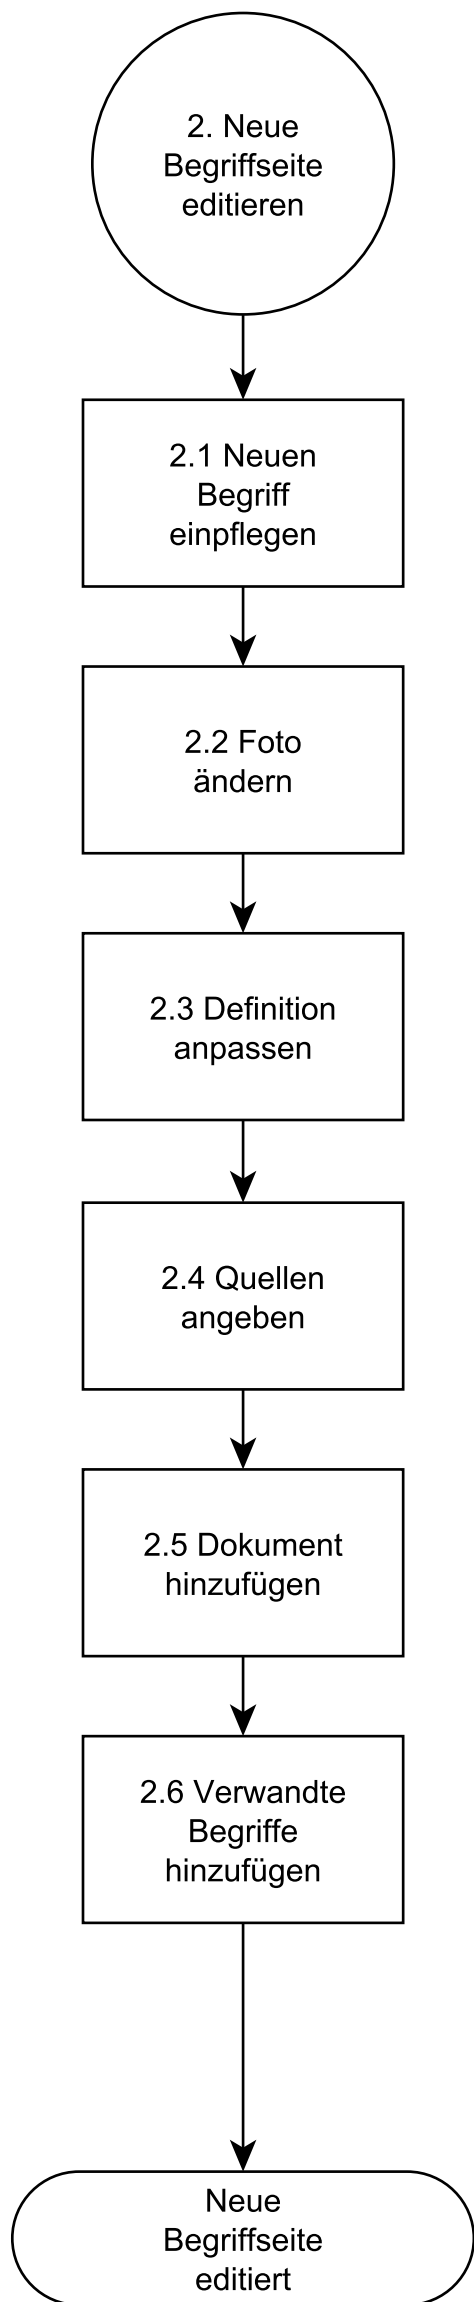 2. Neue
Begriffseite
editieren
2.1 Neuen
Begriff
einpflegen
2.2 Foto
ändern
2.3 Definition
anpassen
2.4 Quellen
angeben
2.5 Dokument
hinzufügen
2.6 Verwandte
Begriffe
hinzufügen
Neue
Begriffseite
editiert